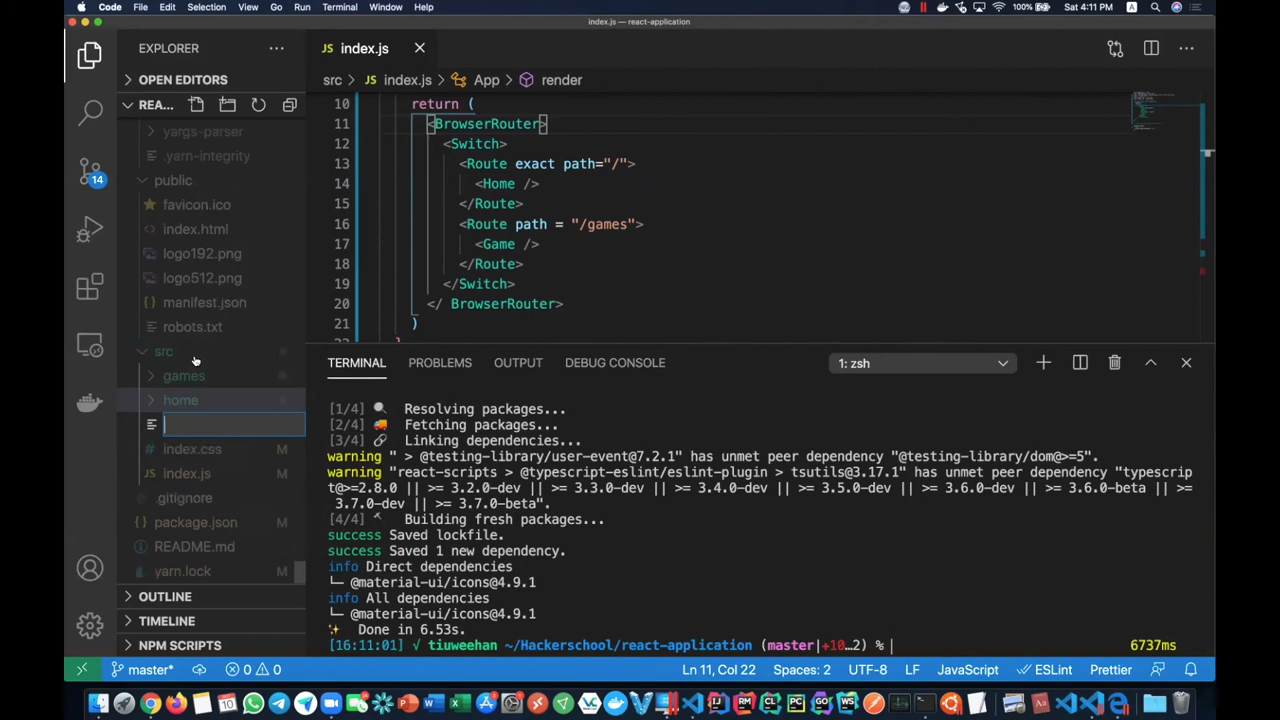 Code File Edit Selection View Go Run Terminal Window Help 100% Sat 4:11 PM A
index.js — react-application
EXPLORER
JS index.js
OPEN EDITORS
src > JS index.js > App > render
REA...
yargs-parser
.yarn-integrity
public
favicon.ico
index.html
logo192.png
logo512.png
manifest.json
robots.txt
src
games
home
index.css M
JS index.js M
.gitignore
package.json M
README.md
yarn.lock M
OUTLINE
TIMELINE
NPM SCRIPTS
14
10 return (
11 <BrowserRouter>
12 <Switch>
13 <Route exact path="/">
14 <Home />
15 </Route>
16 <Route path = "/games">
17 <Game />
18 </Route>
19 </Switch>
20 </ BrowserRouter>
21 )
TERMINAL PROBLEMS OUTPUT DEBUG CONSOLE 1: zsh
[1/4] Resolving packages...
[2/4] Fetching packages...
[3/4] Linking dependencies...
warning " > @testing-library/user-event@7.2.1" has unmet peer dependency "@testing-library/dom@>=5".
warning "react-scripts > @typescript-eslint/eslint-plugin > tsutils@3.17.1" has unmet peer dependency "typescrip
t@>=2.8.0 || >= 3.2.0-dev || >= 3.3.0-dev || >= 3.4.0-dev || >= 3.5.0-dev || >= 3.6.0-dev || >= 3.6.0-beta || >=
3.7.0-dev || >= 3.7.0-beta".
[4/4] Building fresh packages...
success Saved lockfile.
success Saved 1 new dependency.
info Direct dependencies
└─ @material-ui/icons@4.9.1
info All dependencies
└─ @material-ui/icons@4.9.1
Done in 6.53s.
[16:11:01] √ tiuweehan ~/Hackerschool/react-application (master|+10…2) % 6737ms
master* 0 0 Ln 11, Col 22 Spaces: 2 UTF-8 LF JavaScript ESLint Prettier